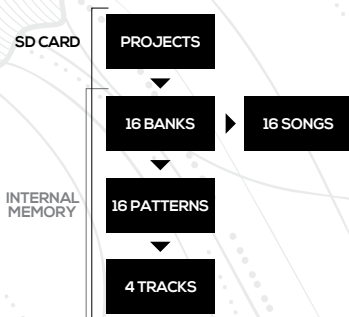 SD CARD
PROJECTS
16 BANKS
16 SONGS
INTERNAL
MEMORY
16 PATTERNS
4 TRACKS